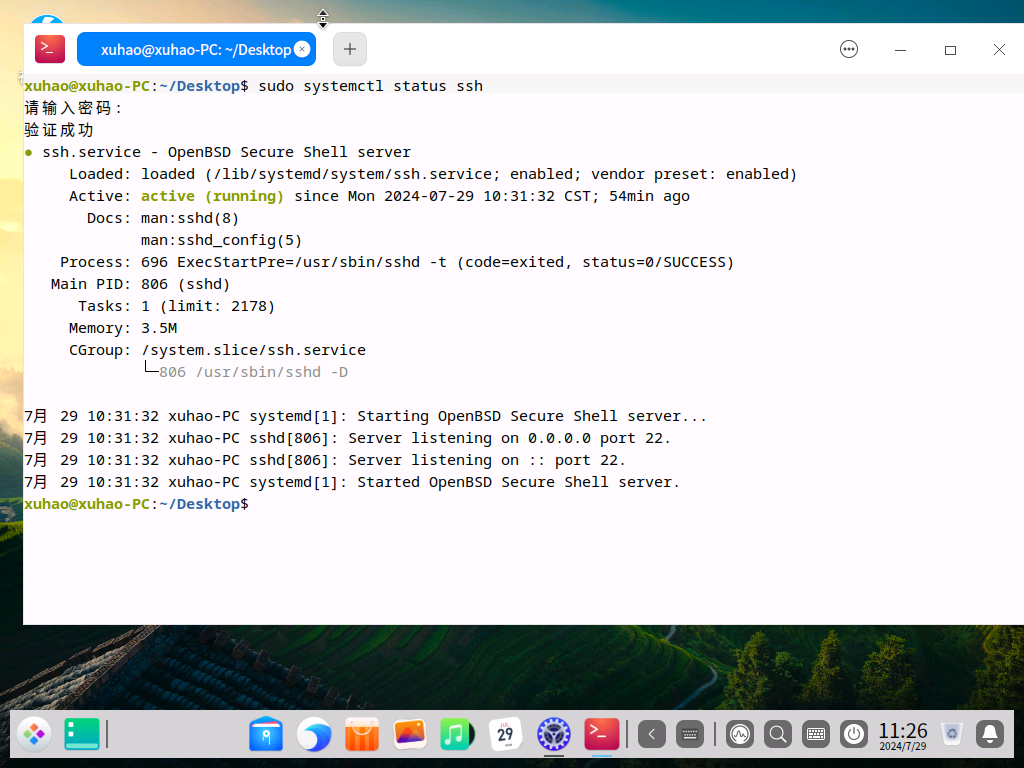 xuhao@xuhao-PC: ~/Desktop
xuhao@xuhao-PC:~/Desktop$ sudo systemctl status ssh
请输入密码:
验证成功
● ssh.service - OpenBSD Secure Shell server
Loaded: loaded (/lib/systemd/system/ssh.service; enabled; vendor preset: enabled)
Active: active (running) since Mon 2024-07-29 10:31:32 CST; 54min ago
Docs: man:sshd(8)
man:sshd_config(5)
Process: 696 ExecStartPre=/usr/sbin/sshd -t (code=exited, status=0/SUCCESS)
Main PID: 806 (sshd)
Tasks: 1 (limit: 2178)
Memory: 3.5M
CGroup: /system.slice/ssh.service
└─806 /usr/sbin/sshd -D
7月 29 10:31:32 xuhao-PC systemd[1]: Starting OpenBSD Secure Shell server...
7月 29 10:31:32 xuhao-PC sshd[806]: Server listening on 0.0.0.0 port 22.
7月 29 10:31:32 xuhao-PC sshd[806]: Server listening on :: port 22.
7月 29 10:31:32 xuhao-PC systemd[1]: Started OpenBSD Secure Shell server.
xuhao@xuhao-PC:~/Desktop$
JUL
29
11:26
2024/7/29